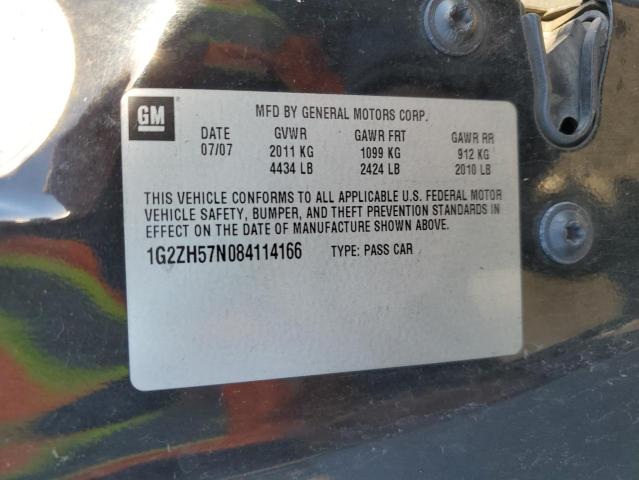 GM MFD BY GENERAL MOTORS CORP.
DATE GVWR GAWR FRT GAWR RR
07/07 2011 KG 1099 KG 912 KG
4434 LB 2424 LB 2010 LB
THIS VEHICLE CONFORMS TO ALL APPLICABLE U.S. FEDERAL MOTOR
VEHICLE SAFETY, BUMPER, AND THEFT PREVENTION STANDARDS IN
EFFECT ON THE DATE OF MANUFACTURE SHOWN ABOVE.
1G2ZH57N084114166 TYPE: PASS CAR